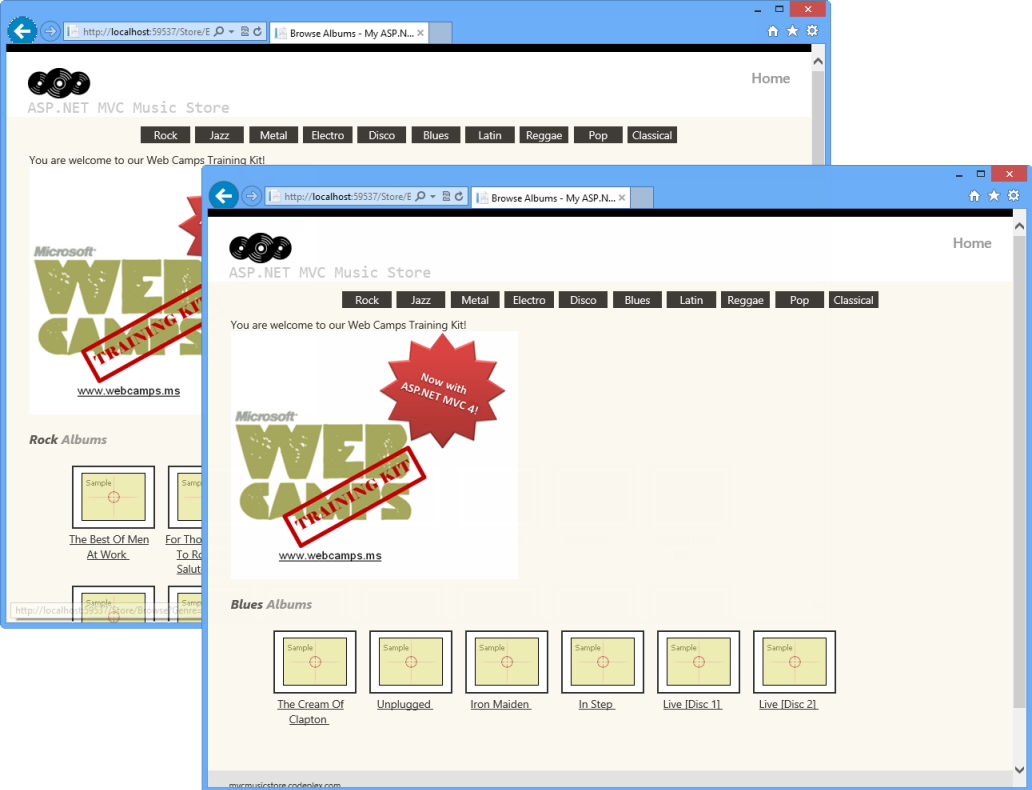 http://localhost:59537/Store/E
Browse Albums - My ASP.N...
Home
ASP.NET MVC Music Store
Rock Jazz Metal Electro Disco Blues Latin Reggae Pop Classical
You are welcome to our Web Camps Training Kit!
Microsoft
WEB
CAMPS
TRAINING KIT
www.webcamps.ms
Rock Albums
Sample
Samp
The Best Of Men
At Work
For Tho
To Ro
Salut
Sample
Samp
http://localhost:59537/Store/Browse?Genre=
http://localhost:59537/Store/E
Browse Albums - My ASP.N...
Home
ASP.NET MVC Music Store
Rock Jazz Metal Electro Disco Blues Latin Reggae Pop Classical
You are welcome to our Web Camps Training Kit!
Now with
ASP.NET MVC 4!
Microsoft
WEB
CAMPS
TRAINING KIT
www.webcamps.ms
Blues Albums
Sample Sample Sample Sample Sample Sample
The Cream Of
Clapton
Unplugged
Iron Maiden
In Step
Live [Disc 1]
Live [Disc 2]
mvcmusicstore.codeplex.com